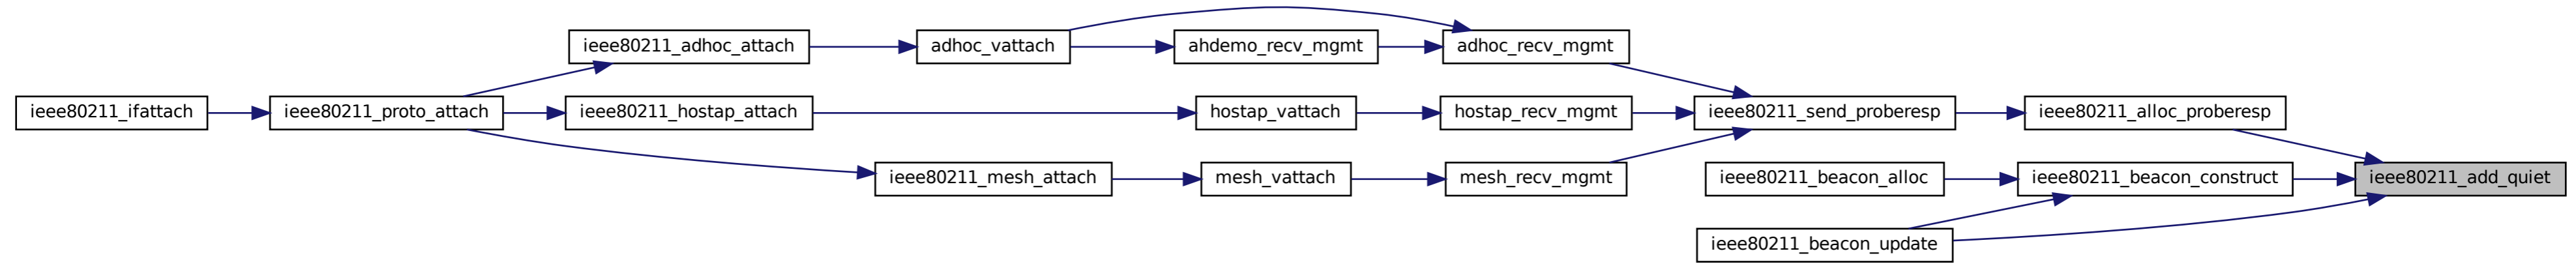 ieee80211_adhoc_attach
adhoc_vattach
ahdemo_recv_mgmt
adhoc_recv_mgmt
ieee80211_ifattach
ieee80211_proto_attach
ieee80211_hostap_attach
hostap_vattach
hostap_recv_mgmt
ieee80211_send_proberesp
ieee80211_alloc_proberesp
ieee80211_mesh_attach
mesh_vattach
mesh_recv_mgmt
ieee80211_beacon_alloc
ieee80211_beacon_construct
ieee80211_add_quiet
ieee80211_beacon_update